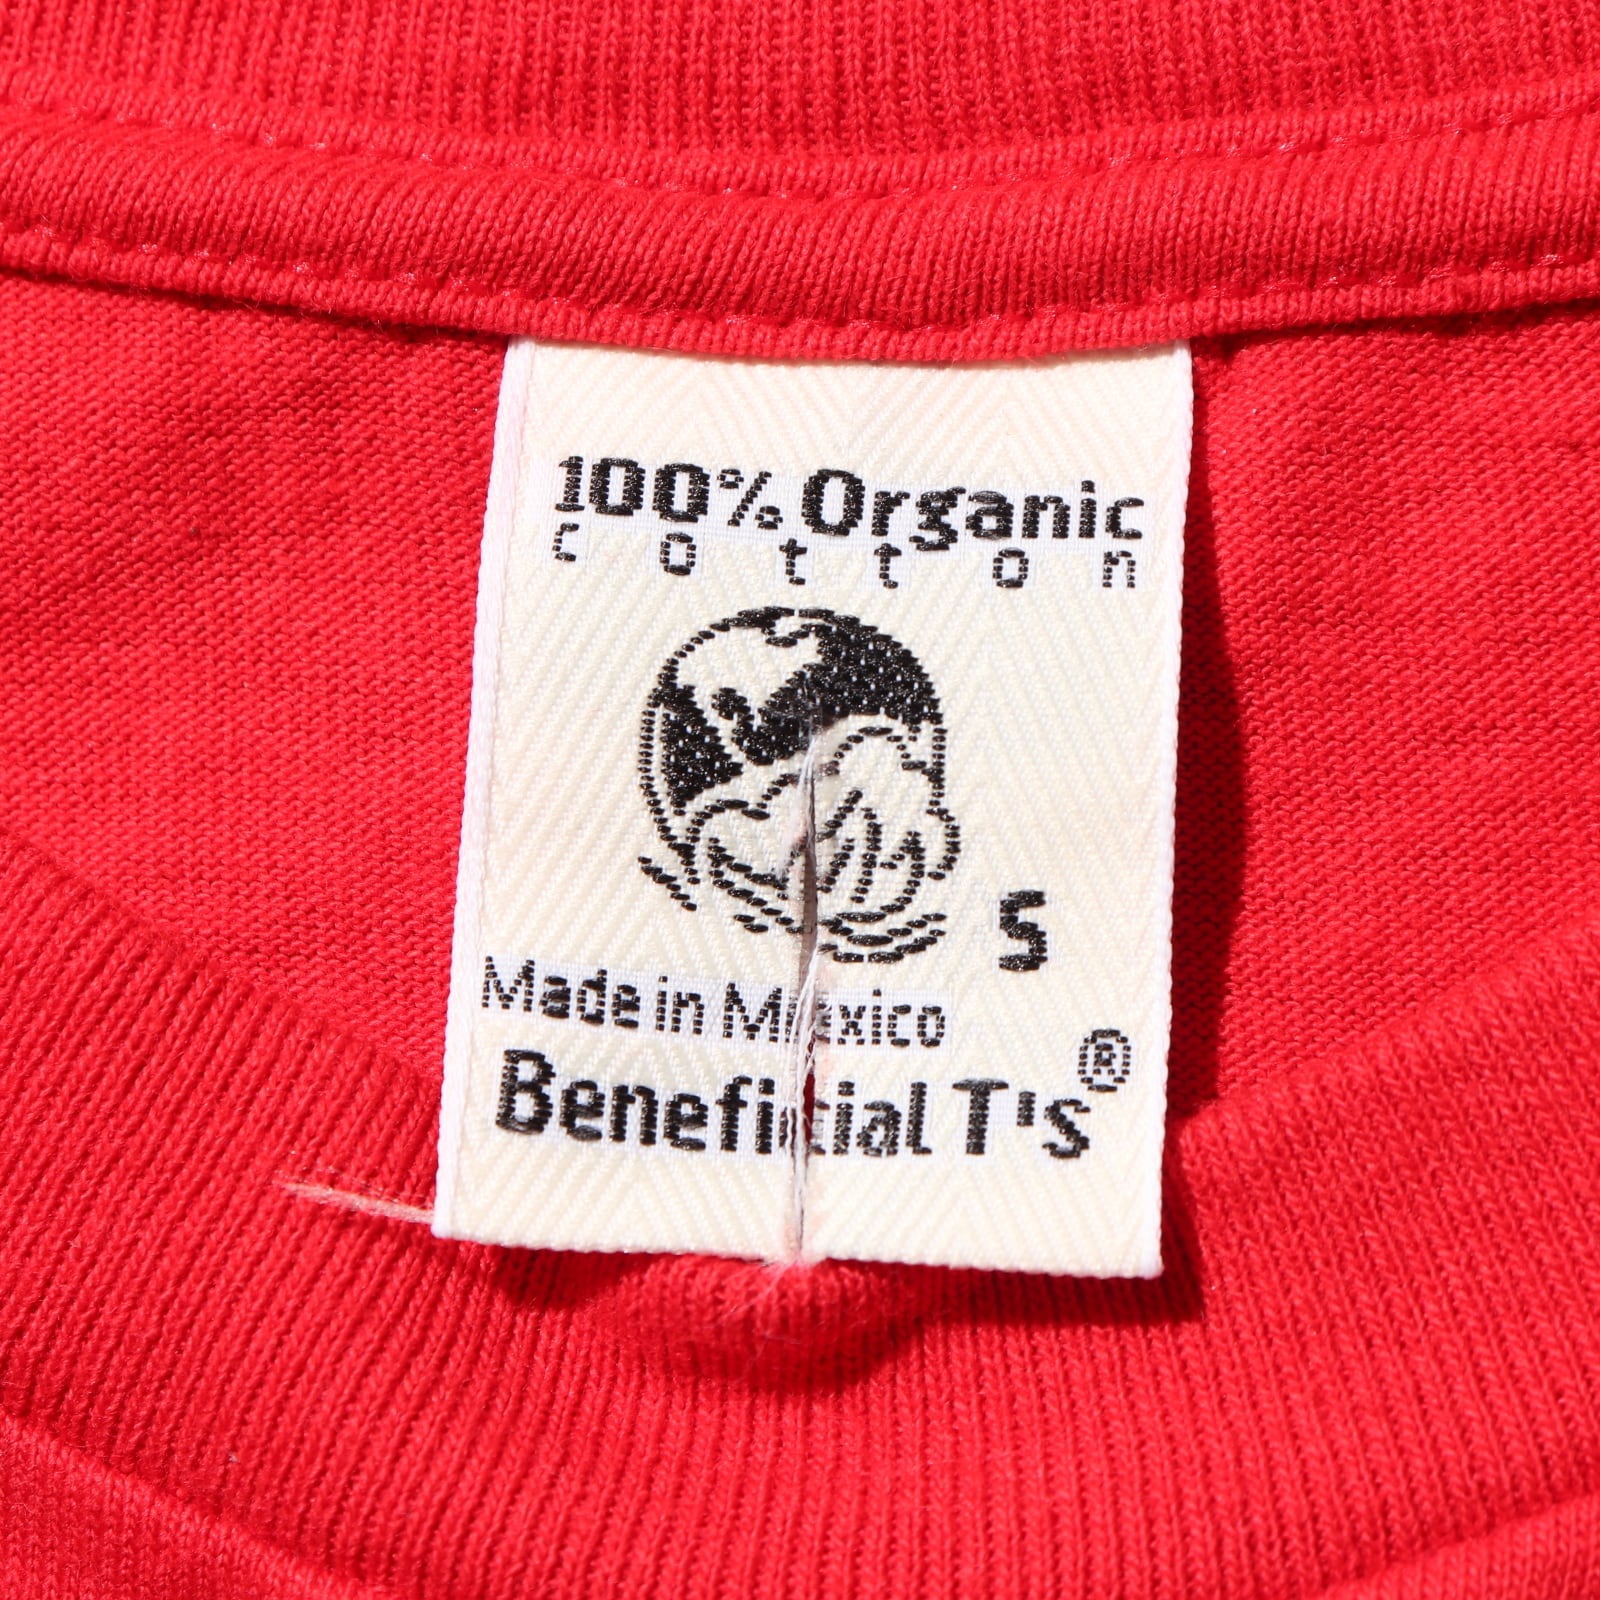 100% Organic
cotton
S
Made in Mexico
Beneficial T'S®